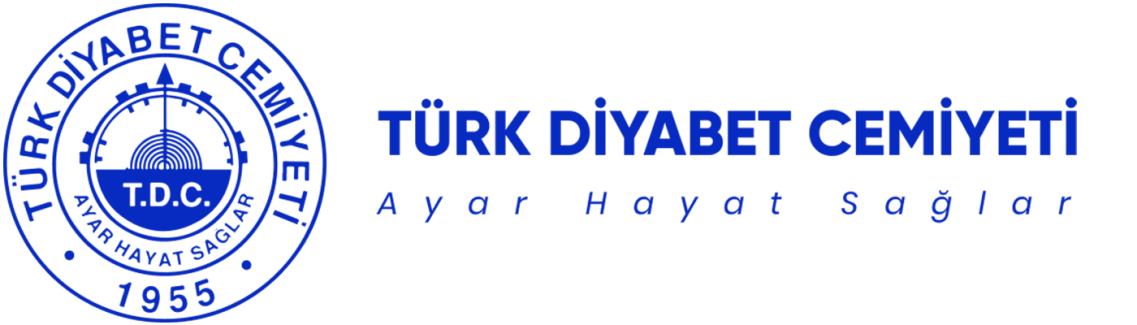 TÜRK DİYABET CEMİYETİ
T.D.C.
AYAR HAYAT SAĞLAR
1955
TÜRK DİYABET CEMİYETİ
Ayar Hayat Sağlar